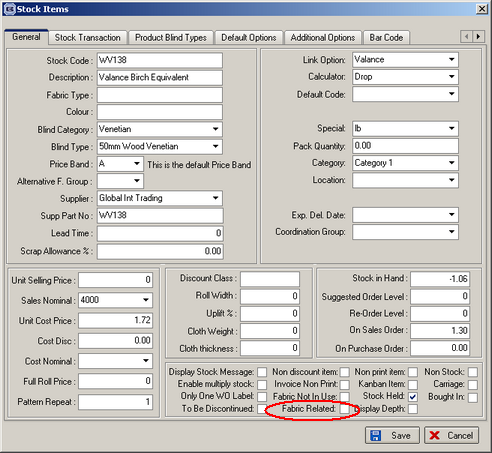 Stock Items
General Stock Transaction Product Blind Types Default Options Additional Options Bar Code
Stock Code : WV138
Description : Valance Birch Equivalent
Fabric Type :
Colour :
Blind Category : Venetian
Blind Type : 50mm Wood Venetian
Price Band : A This is the default Price Band
Alternative F. Group :
Supplier : Global Int Trading
Supp Part No : WV138
Lead Time : 0
Scrap Allowance % : 0.00
Link Option: Valance
Calculator: Drop
Default Code:
Special: lb
Pack Quantity: 0.00
Category: Category 1
Location:
Exp. Del. Date:
Coordination Group:
Unit Selling Price : 0
Sales Nominal : 4000
Unit Cost Price : 1.72
Cost Disc : 0.00
Cost Nominal :
Full Roll Price : 0
Pattern Repeat : 1
Discount Class :
Roll Width : 0
Uplift % : 0
Cloth Weight : 0
Cloth thickness : 0
Stock in Hand : -1.06
Suggested Order Level : 0
Re-Order Level : 0
On Sales Order : 1.30
On Purchase Order : 0.00
Display Stock Message: Non discount item: Non print item: Non Stock:
Enable multiply stock: Invoice Non Print: Kanban Item: Carriage:
Only One WO Label: Fabric Not In Use: Stock Held: Bought In:
To Be Discontinued: Fabric Related: Display Depth:
Save Cancel